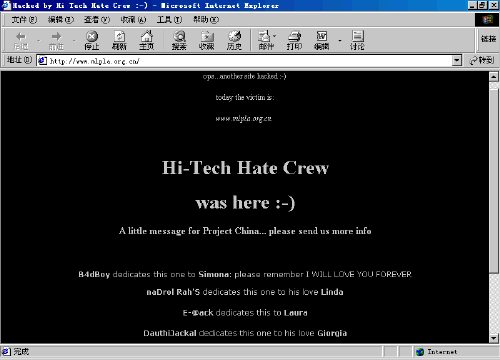 Hacked by Hi Tech Hate Crew :-) - Microsoft Internet Explorer
文件(F) 编辑(E) 查看(V) 收藏(A) 工具(T) 帮助(H)
后退 前进 停止 刷新 主页 搜索 收藏 历史 邮件 打印 编辑 讨论 链接
地址(D) http://www.mlpla.org.cn/ 转到
ops...another site hacked :-)
today the victim is :
www.mlpla.org.cn
Hi-Tech Hate Crew
was here :-)
A little message for Project China... please send us more info
B4dBoy dedicates this one to Simona: please remember I WILL LOVE YOU FOREVER
naDrol Rah'S dedicates this one to his love Linda
E-@ack dedicates this to Laura
DauthiJackal dedicates this one to his love Giorgia
完成 Internet